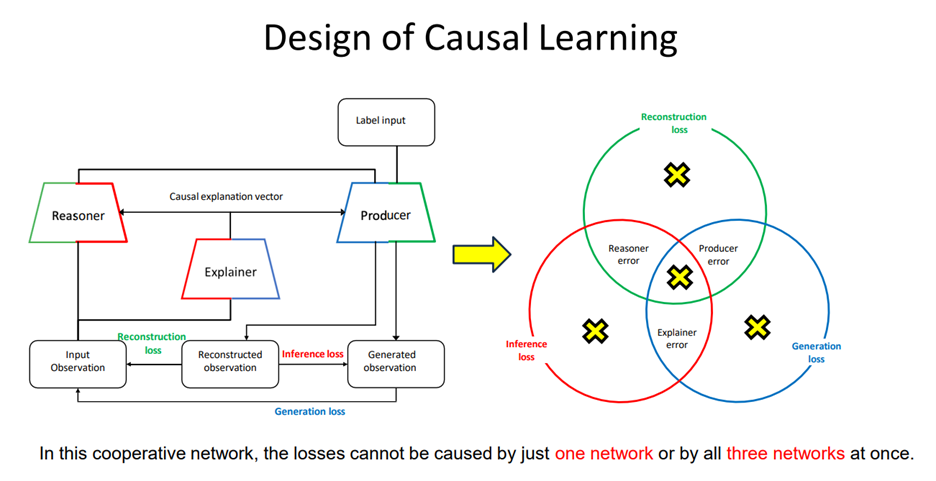 Design of Causal Learning
Label input
Reasoner
Causal explanation vector
Producer
Explainer
Input
Observation
Reconstruction
loss
Reconstructed
observation
Inference loss
Generated
observation
Generation loss
Reconstruction
loss
Reasoner
error
Producer
error
Explainer
error
Inference
loss
Generation
loss
In this cooperative network, the losses cannot be caused by just one network or by all three networks at once.